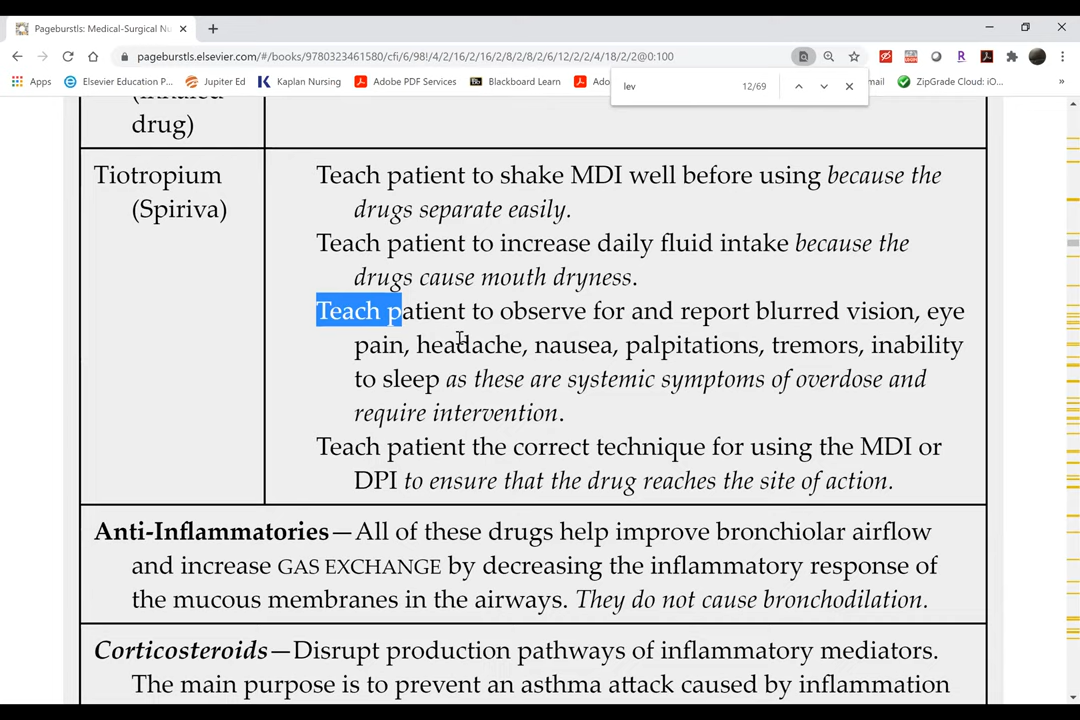 Pageburstls: Medical-Surgical Nu
pageburstls.elsevier.com/#/books/9780323461580/cfi/6/98!/4/2/16/2/16/2/8/2/8/2/6/12/2/2/4/18/2/2@0:100
Apps
Elsevier Education P...
Jupiter Ed
Kaplan Nursing
Adobe PDF Services
Blackboard Learn
Ado
mail
ZipGrade Cloud: iO...
lev
12/69
drug)
Tiotropium
(Spiriva)
Teach patient to shake MDI well before using because the
drugs separate easily.
Teach patient to increase daily fluid intake because the
drugs cause mouth dryness.
Teach patient to observe for and report blurred vision, eye
pain, headache, nausea, palpitations, tremors, inability
to sleep as these are systemic symptoms of overdose and
require intervention.
Teach patient the correct technique for using the MDI or
DPI to ensure that the drug reaches the site of action.
Anti-Inflammatories—All of these drugs help improve bronchiolar airflow
and increase GAS EXCHANGE by decreasing the inflammatory response of
the mucous membranes in the airways. They do not cause bronchodilation.
Corticosteroids—Disrupt production pathways of inflammatory mediators.
The main purpose is to prevent an asthma attack caused by inflammation